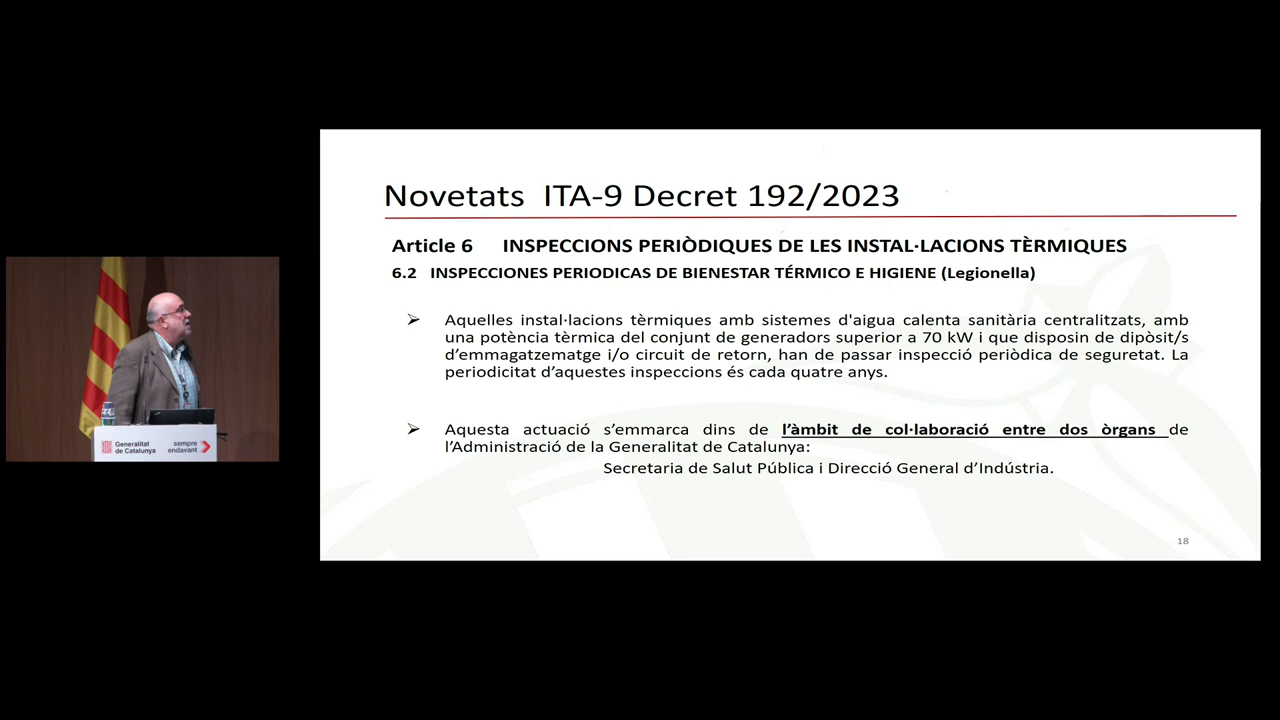 Novetats ITA-9 Decret 192/2023
Article 6 INSPECCIONS PERIÒDIQUES DE LES INSTAL·LACIONS TÈRMIQUES
6.2 INSPECCIONES PERIODICAS DE BIENESTAR TÉRMICO E HIGIENE (Legionella)
Aquelles instal·lacions tèrmiques amb sistemes d'aigua calenta sanitària centralitzats, amb
una potència tèrmica del conjunt de generadors superior a 70 kW i que disposin de dipòsit/s
d’emmagatzematge i/o circuit de retorn, han de passar inspecció periòdica de seguretat. La
periodicitat d’aquestes inspeccions és cada quatre anys.
Aquesta actuació s’emmarca dins de l’àmbit de col·laboració entre dos òrgans de
l’Administració de la Generalitat de Catalunya:
Secretaria de Salut Pública i Direcció General d’Indústria.
18
Generalitat
de Catalunya
sempre
endavant